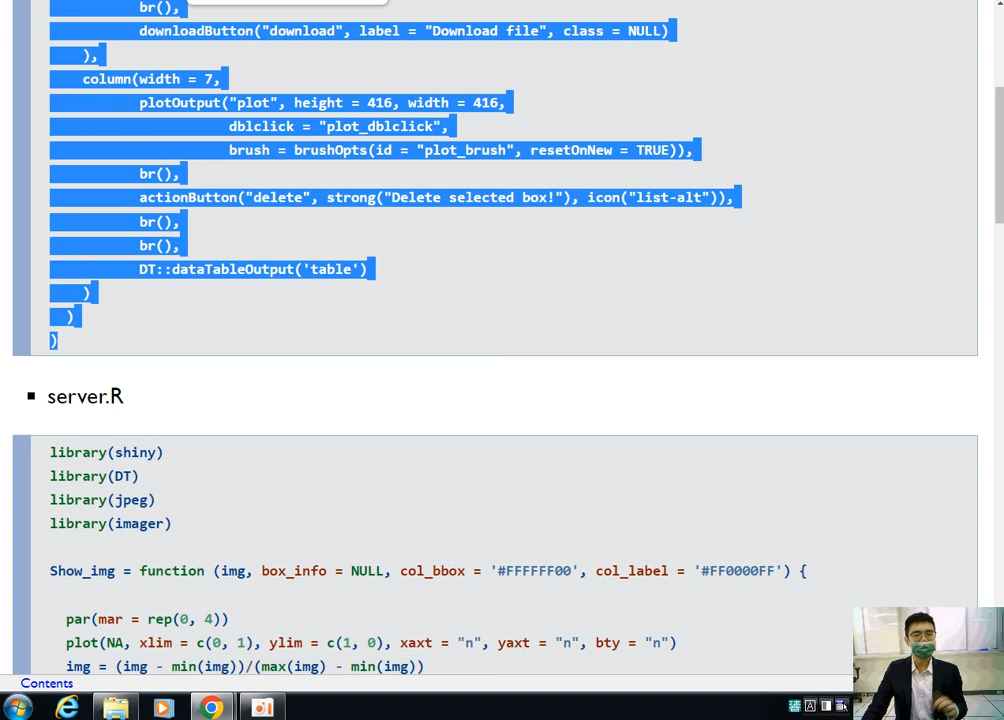 br(),
downloadButton("download", label = "Download file", class = NULL)
),
column(width = 7,
plotOutput("plot", height = 416, width = 416,
dblclick = "plot_dblclick",
brush = brushOpts(id = "plot_brush", resetOnNew = TRUE)),
br(),
actionButton("delete", strong("Delete selected box!"), icon("list-alt")),
br(),
br(),
DT::dataTableOutput('table')
)
)
)
server.R
library(shiny)
library(DT)
library(jpeg)
library(imager)
Show_img = function (img, box_info = NULL, col_bbox = '#FFFFFF00', col_label = '#FF0000FF') {
par(mar = rep(0, 4))
plot(NA, xlim = c(0, 1), ylim = c(1, 0), xaxt = "n", yaxt = "n", bty = "n")
img = (img - min(img))/(max(img) - min(img))
Contents